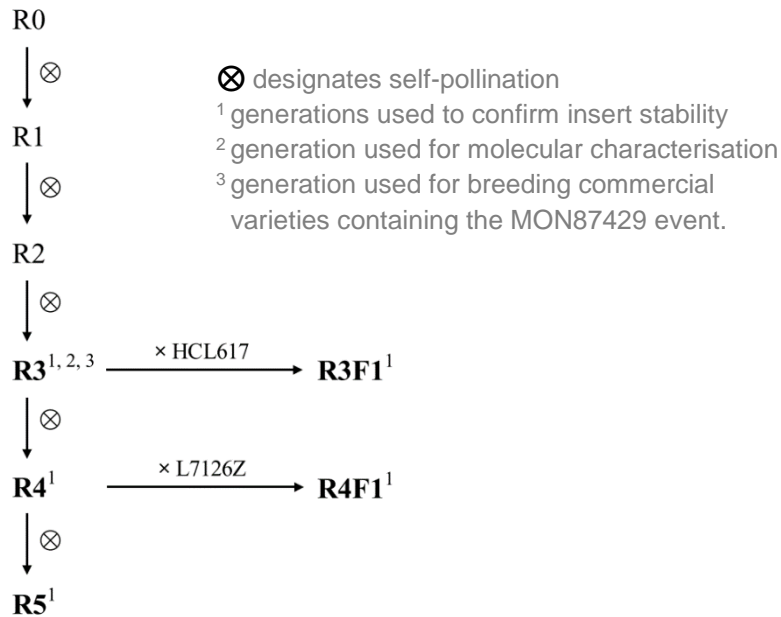 R0
⊗
⊗ designates self-pollination
¹ generations used to confirm insert stability
R1
² generation used for molecular characterisation
³ generation used for breeding commercial
varieties containing the MON87429 event.
⊗
R2
⊗
R3¹, ², ³ × HCL617 R3F1¹
⊗
R4¹ × L7126Z R4F1¹
⊗
R5¹